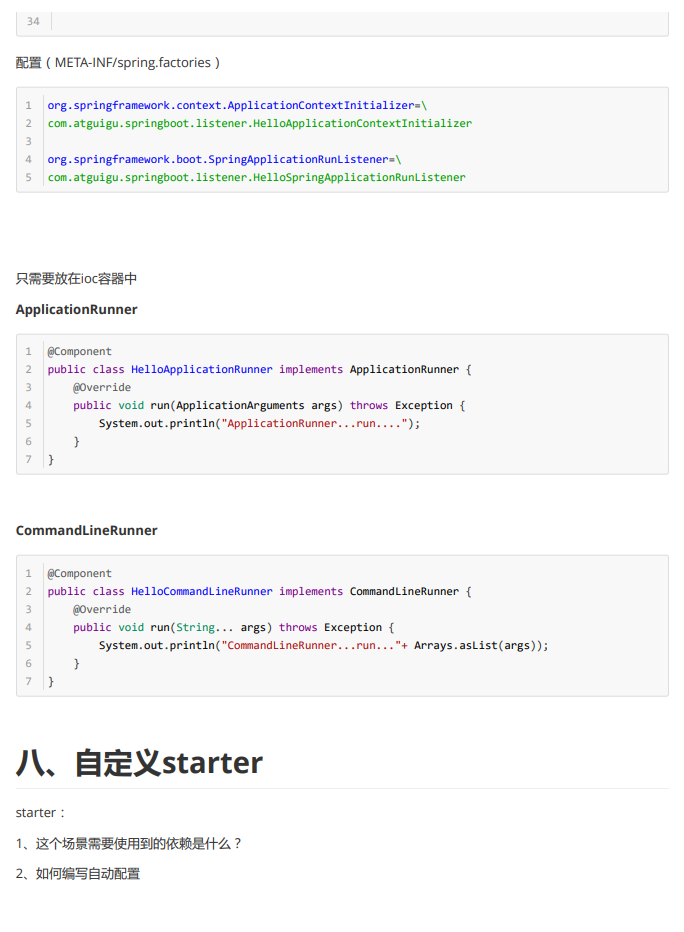 34
配置（META-INF/spring.factories）
1 org.springframework.context.ApplicationContextInitializer=\
2 com.atguigu.springboot.listener.HelloApplicationContextInitializer
3
4 org.springframework.boot.SpringApplicationRunListener=\
5 com.atguigu.springboot.listener.HelloSpringApplicationRunListener
只需要放在ioc容器中
ApplicationRunner
1 @Component
2 public class HelloApplicationRunner implements ApplicationRunner {
3     @Override
4     public void run(ApplicationArguments args) throws Exception {
5         System.out.println("ApplicationRunner...run....");
6     }
7 }
CommandLineRunner
1 @Component
2 public class HelloCommandLineRunner implements CommandLineRunner {
3     @Override
4     public void run(String... args) throws Exception {
5         System.out.println("CommandLineRunner...run..."+ Arrays.asList(args));
6     }
7 }
八、自定义starter
starter：
1、这个场景需要使用到的依赖是什么？
2、如何编写自动配置